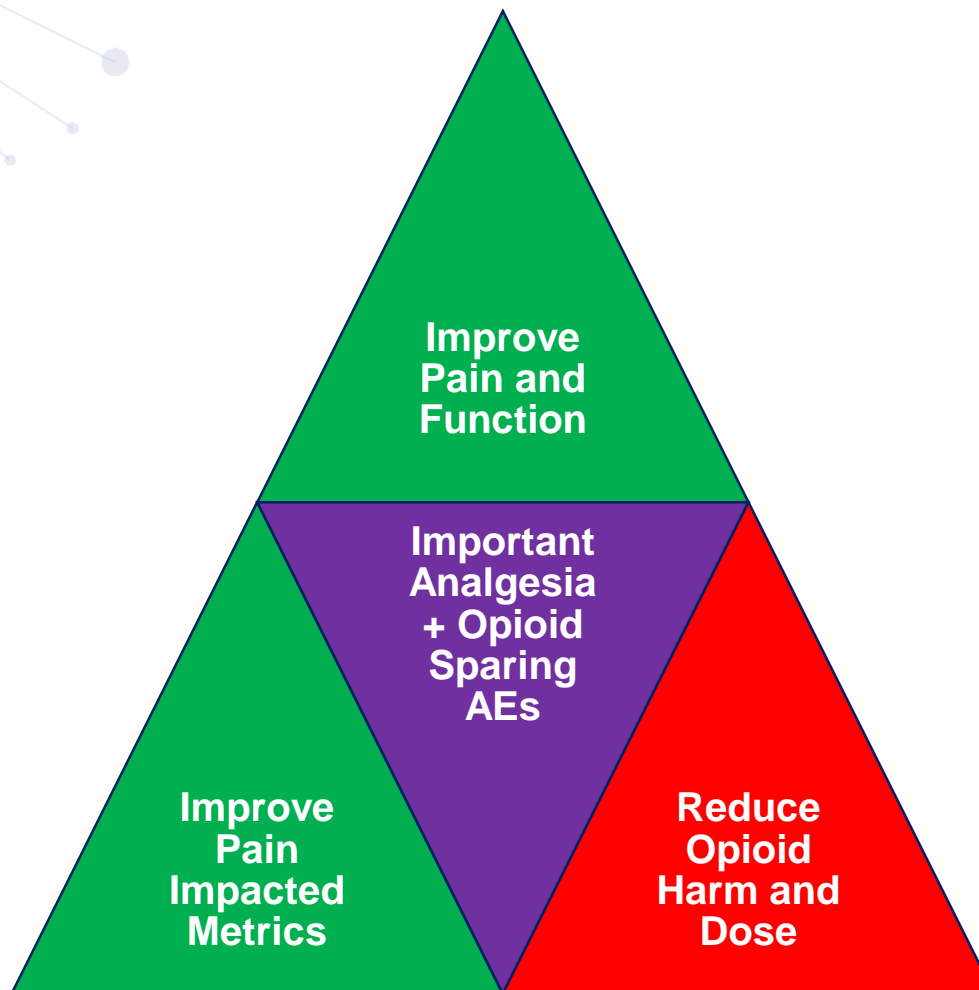 Improve
Pain and
Function
Important
Analgesia
+ Opioid
Sparing
AEs
Improve
Pain
Impacted
Metrics
Reduce
Opioid
Harm and
Dose